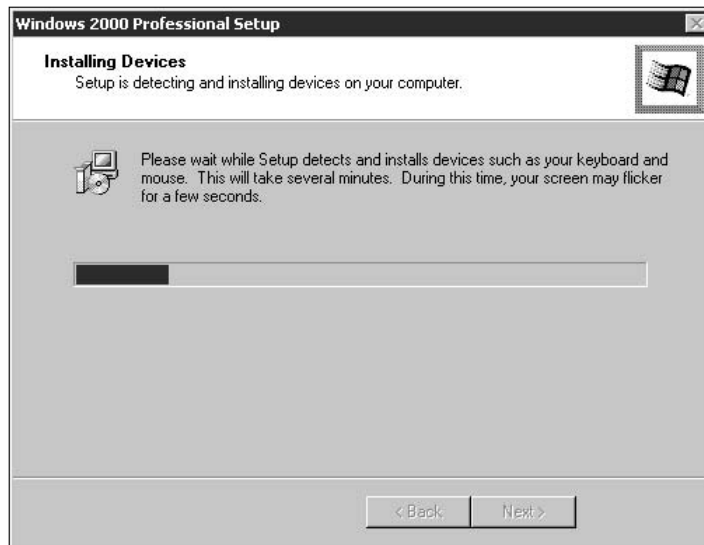 Windows 2000 Professional Setup
Installing Devices
Setup is detecting and installing devices on your computer.
Please wait while Setup detects and installs devices such as your keyboard and
mouse. This will take several minutes. During this time, your screen may flicker
for a few seconds.
< Back Next >